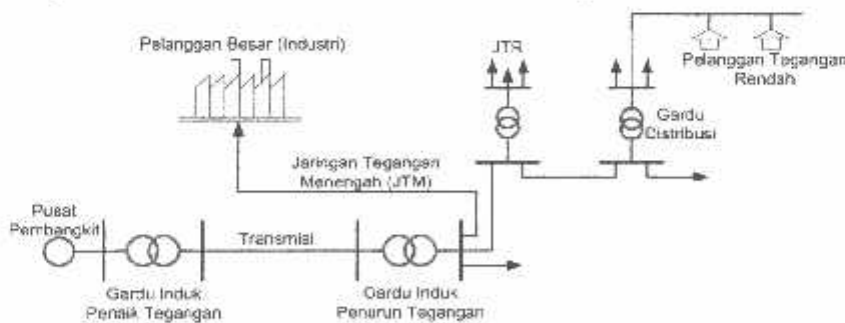 Pelanggan Besar (Industri)
JTR
Pelanggan Tegangan
Rendah
Gardu
Distribusi
Jaringan Tegangan
Menengah (JTM)
Pusat
Pembangkit
Transmisi
Gardu Induk
Penaik Tegangan
Gardu Induk
Penurun Tegangan